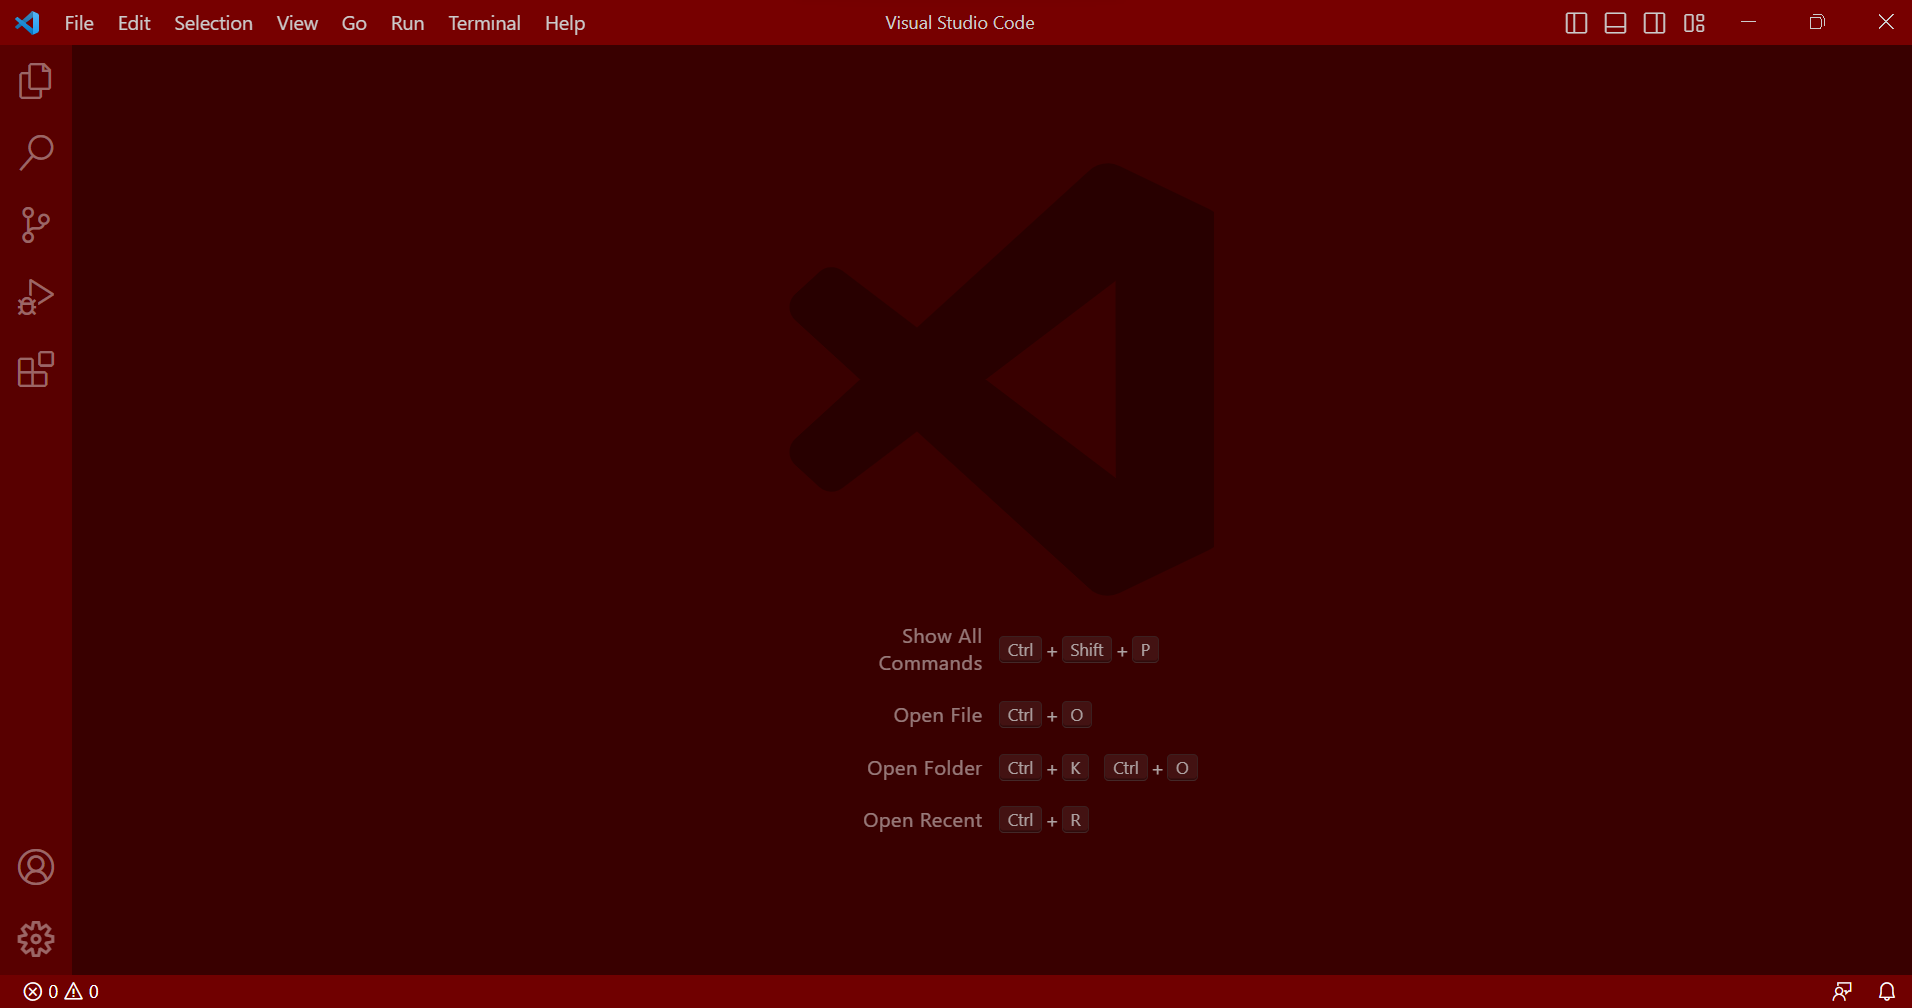 File Edit Selection View Go Run Terminal Help Visual Studio Code
Show All
Commands Ctrl + Shift + P
Open File Ctrl + O
Open Folder Ctrl + K Ctrl + O
Open Recent Ctrl + R
0 0